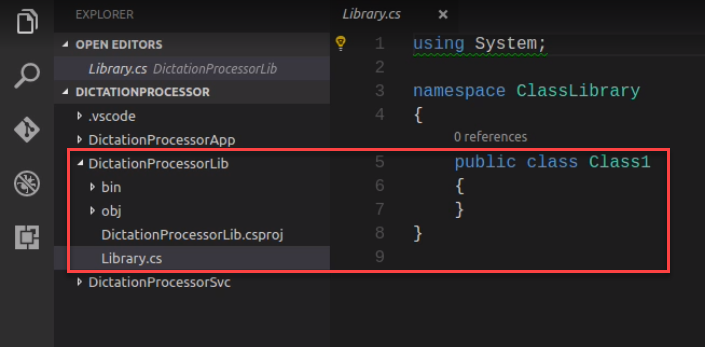 EXPLORER
OPEN EDITORS
Library.cs DictationProcessorLib
DICTATIONPROCESSOR
.vscode
DictationProcessorApp
DictationProcessorLib
bin
obj
DictationProcessorLib.csproj
Library.cs
DictationProcessorSvc
Library.cs
1 using System;
2
3 namespace ClassLibrary
4 {
0 references
5 public class Class1
6 {
7 }
8 }
9